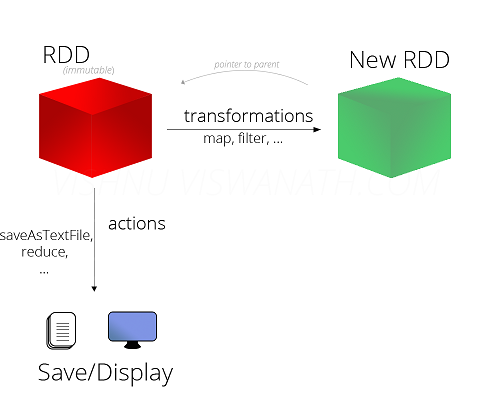 RDD
(immutable)
New RDD
pointer to parent
transformations
map, filter, ...
VISHNU VISWANATH.COM
actions
saveAsTextFile,
reduce,
...
Save/Display